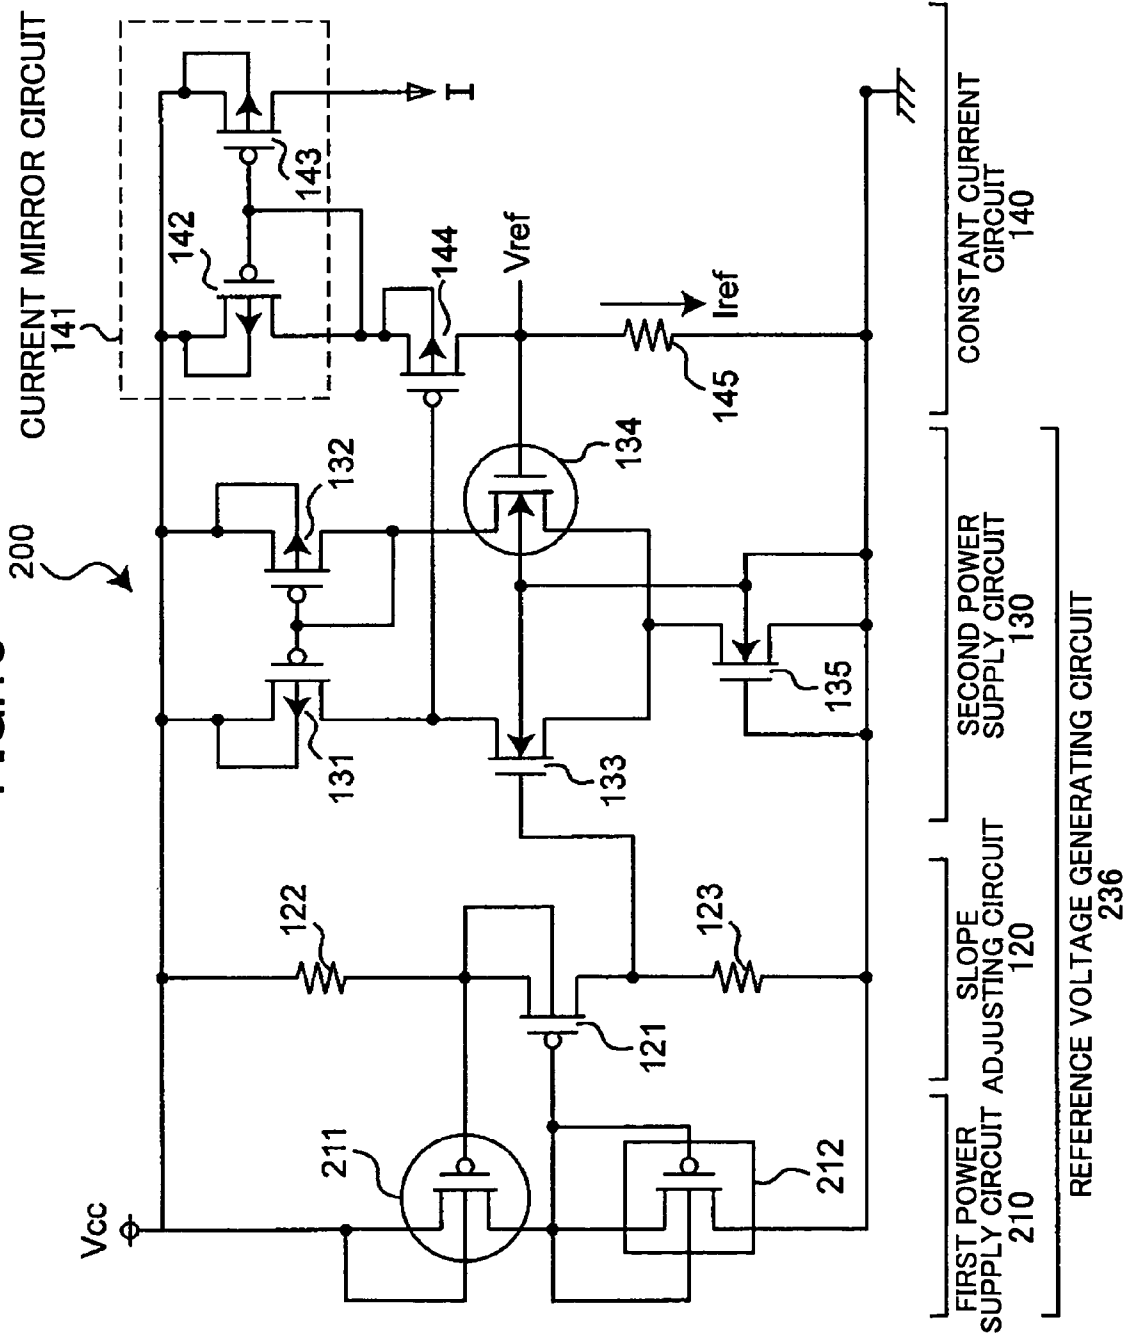 200
CURRENT MIRROR CIRCUIT
141
Vcc
142
143
I
131
132
144
122
211
133
134
Vref
Iref
121
123
135
145
212
FIRST POWER
SUPPLY CIRCUIT
210
SLOPE
ADJUSTING CIRCUIT
120
SECOND POWER
SUPPLY CIRCUIT
130
CONSTANT CURRENT
CIRCUIT
140
REFERENCE VOLTAGE GENERATING CIRCUIT
236